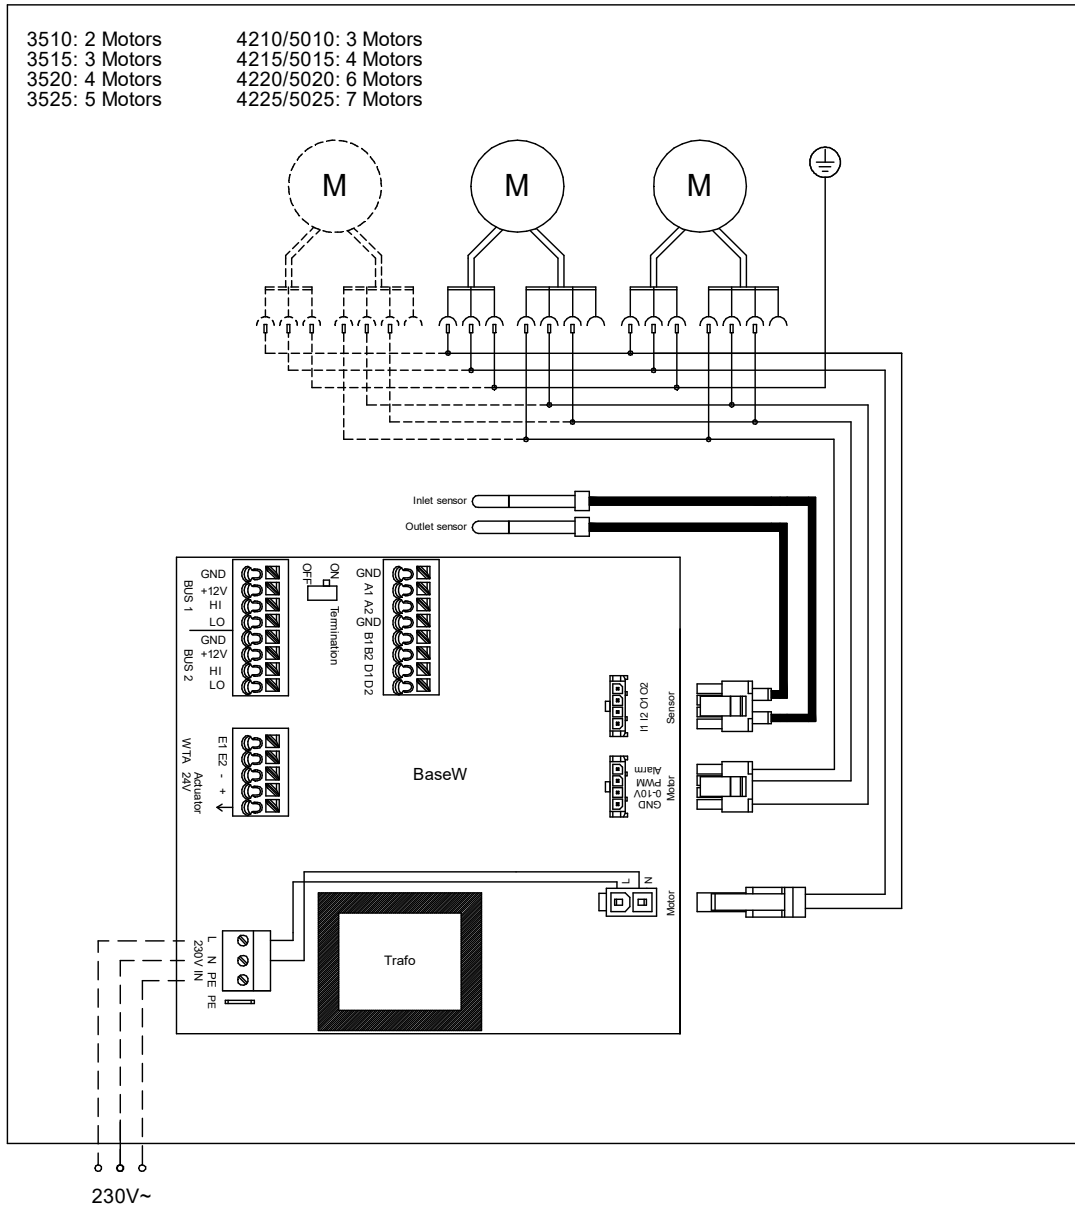 3510: 2 Motors
3515: 3 Motors
3520: 4 Motors
3525: 5 Motors
4210/5010: 3 Motors
4215/5015: 4 Motors
4220/5020: 6 Motors
4225/5025: 7 Motors
M
M
M
Inlet sensor
Outlet sensor
BUS 1
GND
+12V
HI
LO
BUS 2
GND
+12V
HI
LO
ON
OFF
Termination
GND
A1 A2
GND
B1 B2
D1 D2
I1 I2 O1 O2
Sensor
WTA
E1 E2
Actuator
24V
- +
BaseW
Alarm
PWM
0-10V
GND
Motor
L
N
Motor
L
N
PE
230V IN
PE
Trafo
230V~